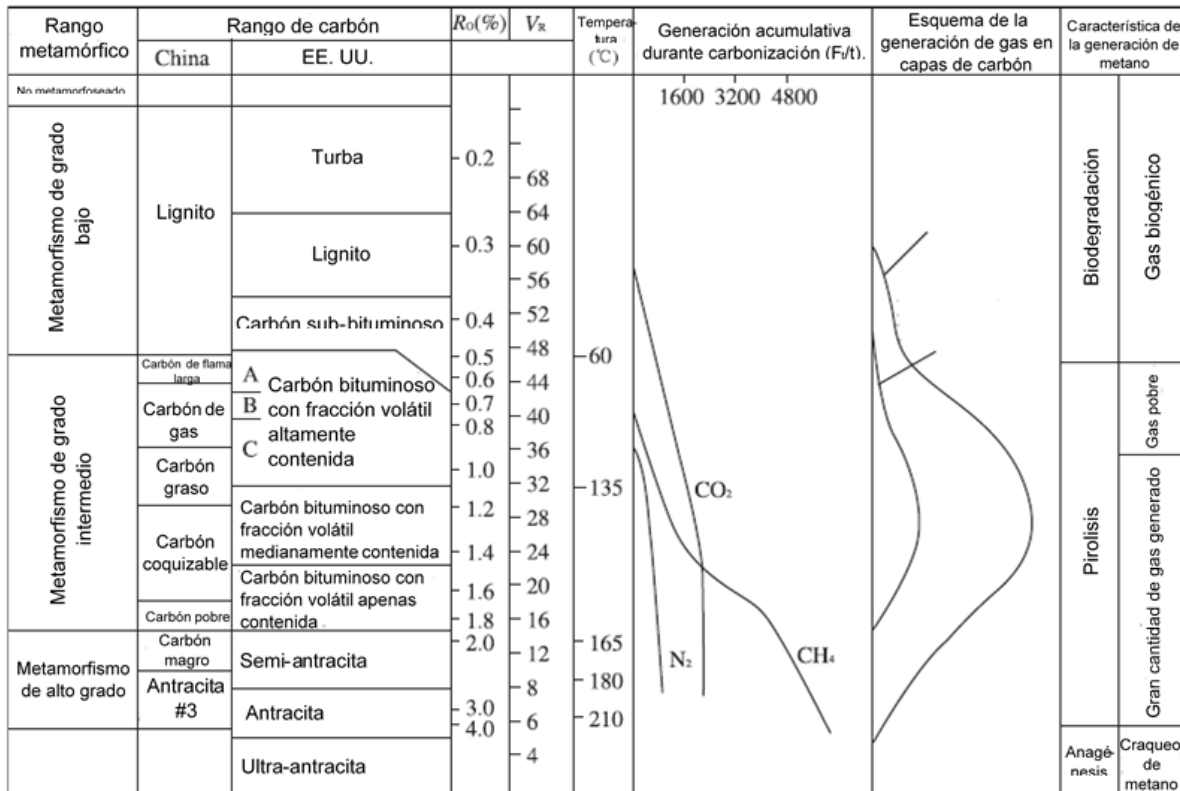 Rango
metamórfico
Rango de carbón
China
EE. UU.
Ro(%)
VR
Tempera-
tura
(℃)
Generación acumulativa
durante carbonización (Ft/t).
1600 3200 4800
Esquema de la
generación de gas en
capas de carbón
Característica de
la generación de
metano
No metamorfoseado
Metamorfismo de grado
bajo
Metamorfismo de grado
intermedio
Metamorfismo
de alto grado
Lignito
Carbón de flama
larga
Carbón de
gas
Carbón
graso
Carbón
coquizable
Carbón pobre
Carbón
magro
Antracita
#3
Turba
Lignito
Carbón sub-bituminoso
A
B
C
Carbón bituminoso
con fracción volátil
altamente
contenida
Carbón bituminoso con
fracción volátil
medianamente contenida
Carbón bituminoso con
fracción volátil apenas
contenida
Semi-antracita
Antracita
Ultra-antracita
0.2
0.3
0.4
0.5
0.6
0.7
0.8
1.0
1.2
1.4
1.6
1.8
2.0
3.0
4.0
68
64
60
56
52
48
44
40
36
32
28
24
20
16
12
8
6
4
60
135
165
180
210
CO₂
N₂
CH₄
Biodegradación
Pirolisis
Anagé-
nesis
Gas biogénico
Gas pobre
Gran cantidad de gas generado
Craqueo
de
metano